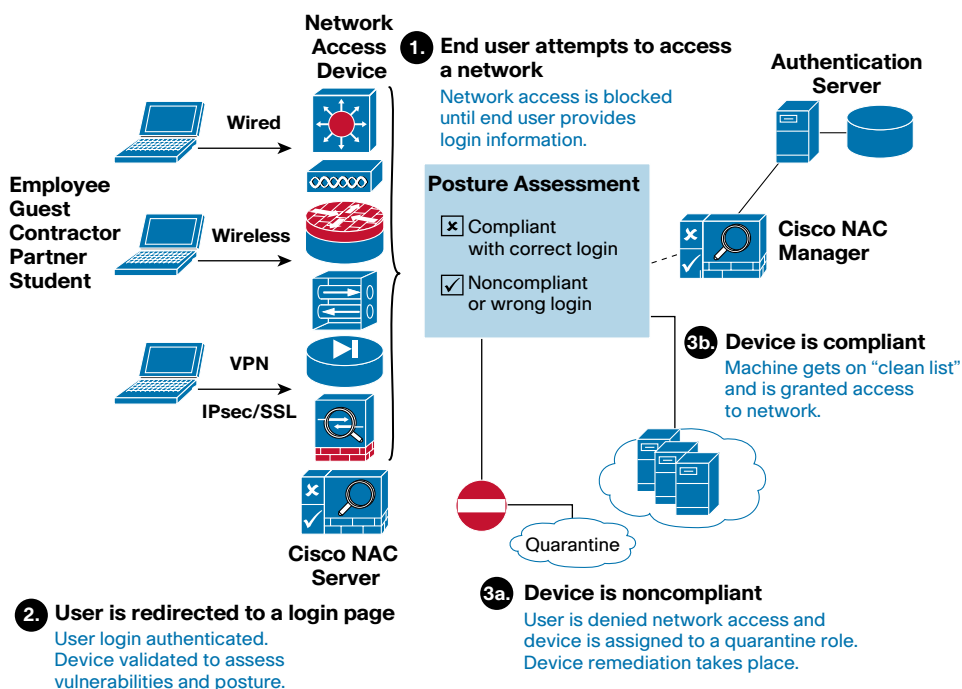 Network
Access
Device
1. End user attempts to access
a network
Network access is blocked
until end user provides
login information.
Authentication
Server
Wired
Employee
Guest
Contractor
Partner
Student
Wireless
VPN
IPsec/SSL
Posture Assessment
Compliant
with correct login
Noncompliant
or wrong login
Cisco NAC
Manager
3b. Device is compliant
Machine gets on “clean list”
and is granted access
to network.
Cisco NAC
Server
Quarantine
2. User is redirected to a login page
User login authenticated.
Device validated to assess
vulnerabilities and posture.
3a. Device is noncompliant
User is denied network access and
device is assigned to a quarantine role.
Device remediation takes place.